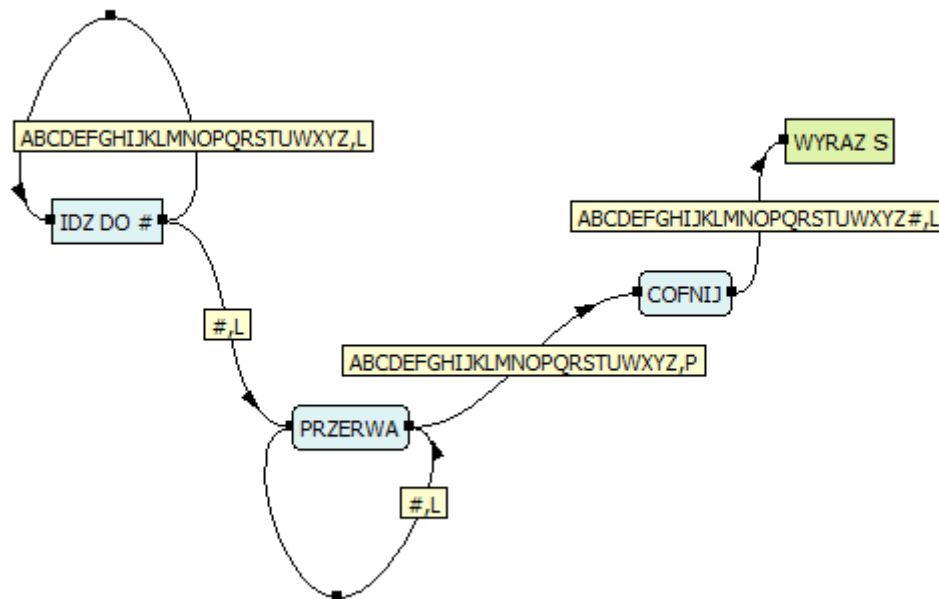 ABCDEFGHIJKLMNOPQRSTUWXYZ,L
IDZ DO #
#,L
PRZERWA
#,L
ABCDEFGHIJKLMNOPQRSTUWXYZ,P
COFNIJ
ABCDEFGHIJKLMNOPQRSTUWXYZ#,L
WYRAZ S